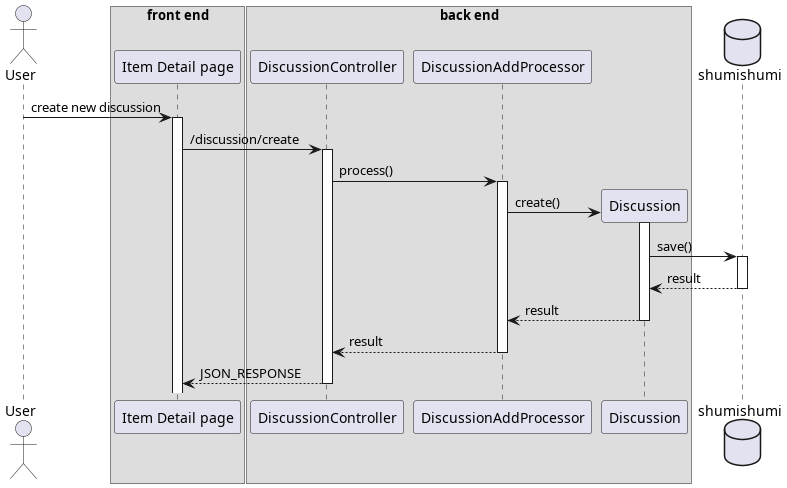 front end
back end
User
Item Detail page
DiscussionController
DiscussionAddProcessor
shumishumi
create new discussion
/discussion/create
process()
create()
Discussion
save()
result
result
result
JSON_RESPONSE
User
Item Detail page
DiscussionController
DiscussionAddProcessor
Discussion
shumishumi